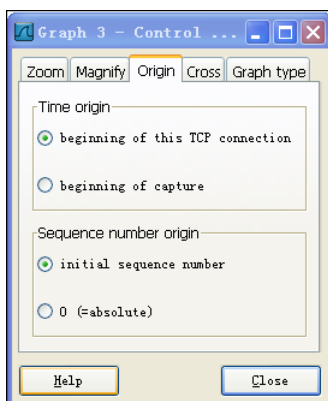 Graph 3 - Control ...
Zoom Magnify Origin Cross Graph type
Time origin
beginning of this TCP connection
beginning of capture
Sequence number origin
initial sequence number
0 (=absolute)
Help Close